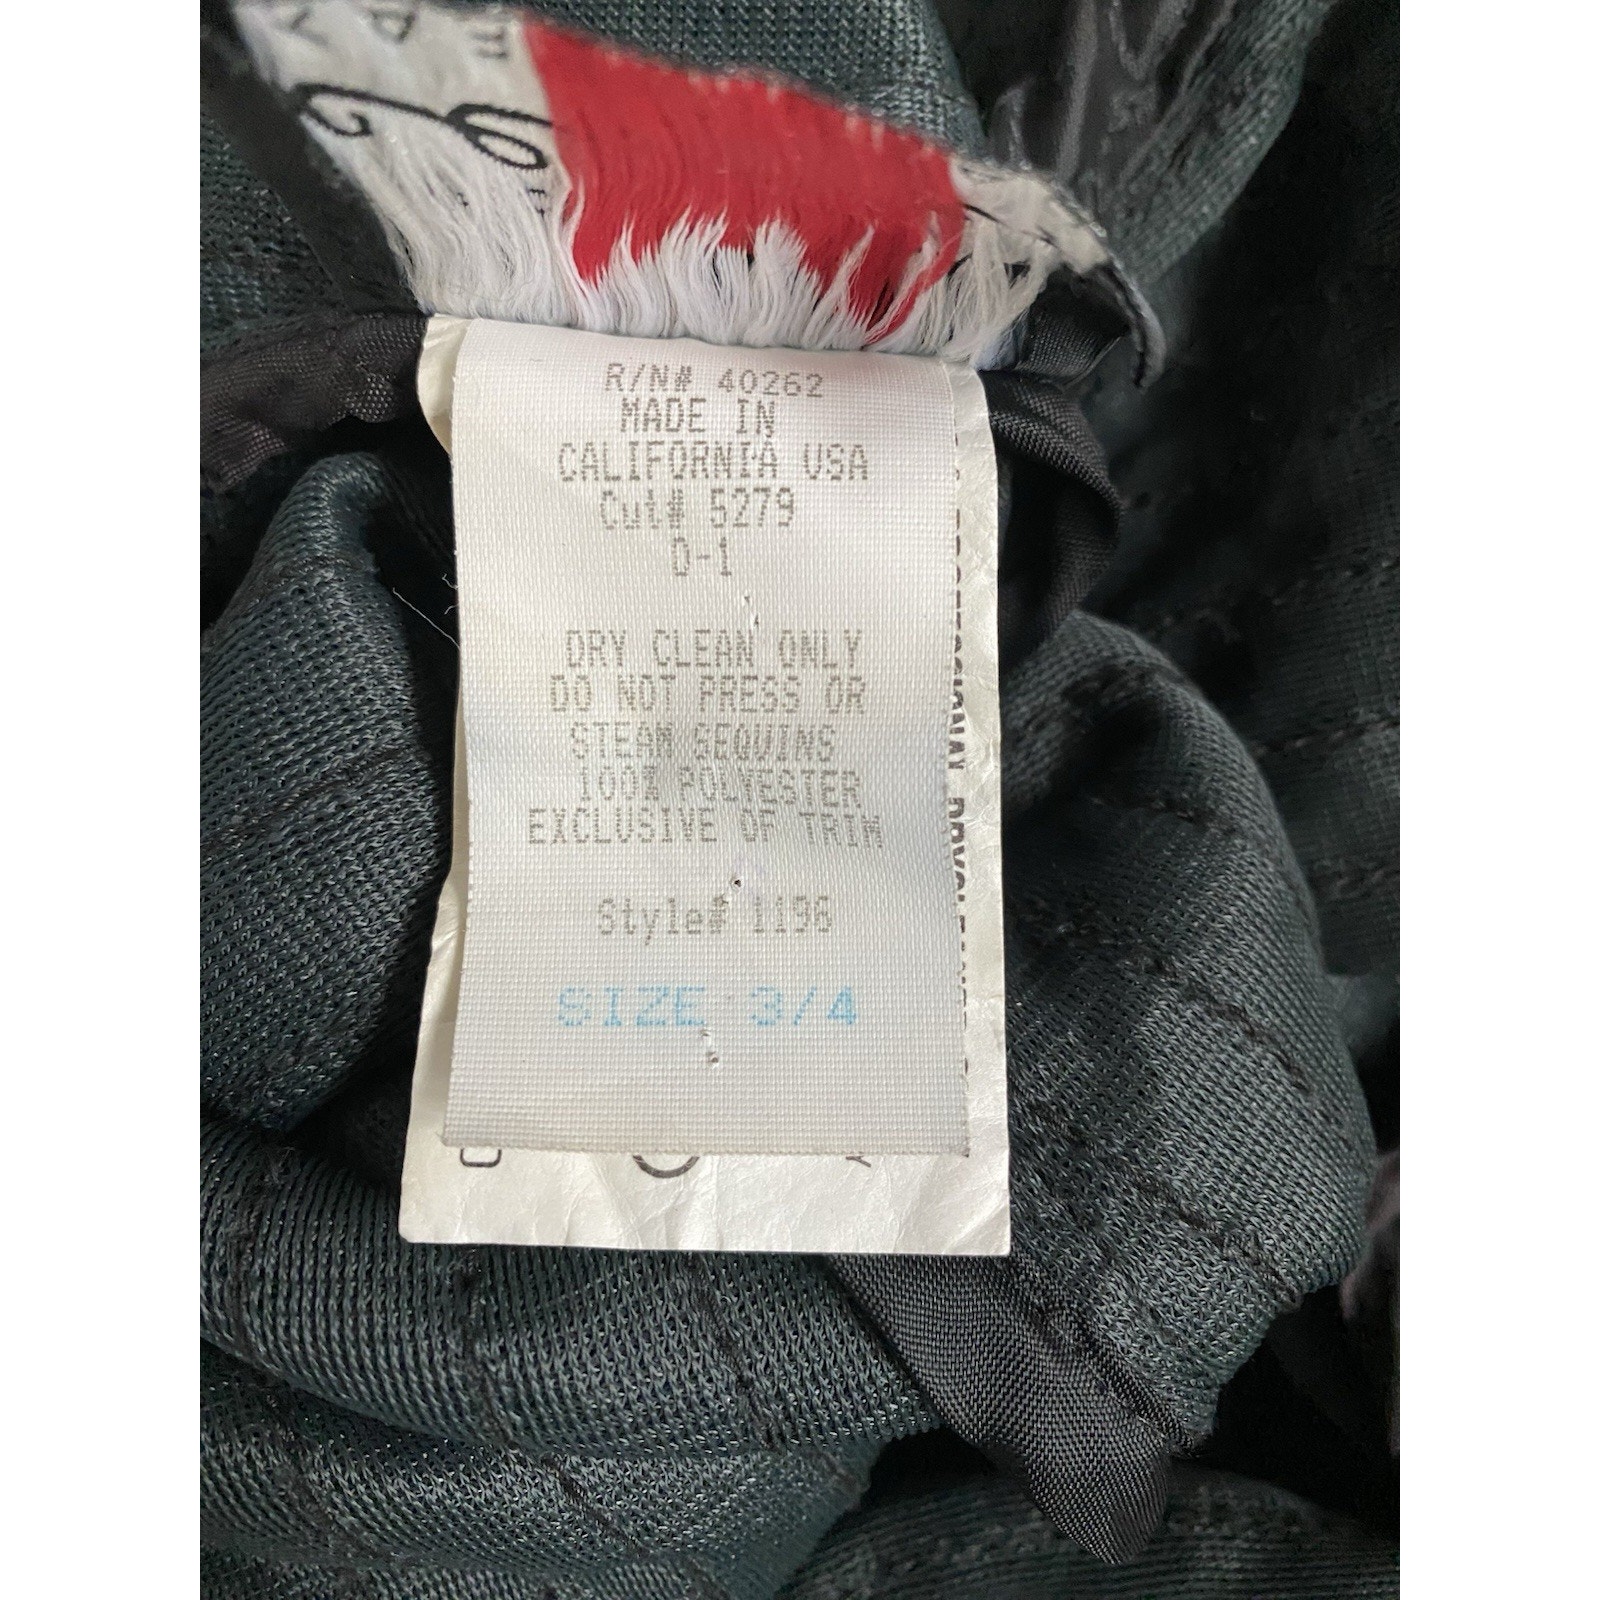 R/N# 40262
MADE IN
CALIFORNIA USA
Cut# 5279
D-1
DRY CLEAN ONLY
DO NOT PRESS OR
STEAM SEQUINS
100% POLYESTER
EXCLUSIVE OF TRIM
Style# 1196
SIZE 3/4